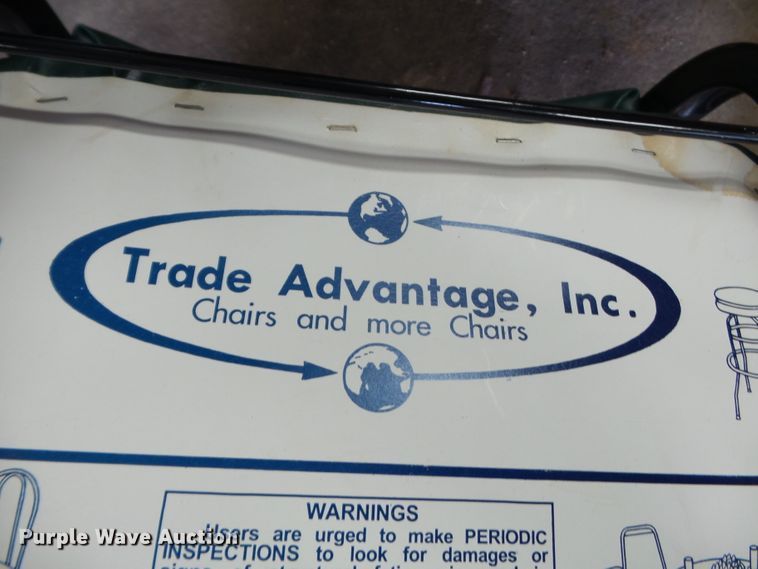 Trade Advantage, Inc.
Chairs and more Chairs
WARNINGS
Users are urged to make PERIODIC
INSPECTIONS to look for damages or
Purple Wave Auction